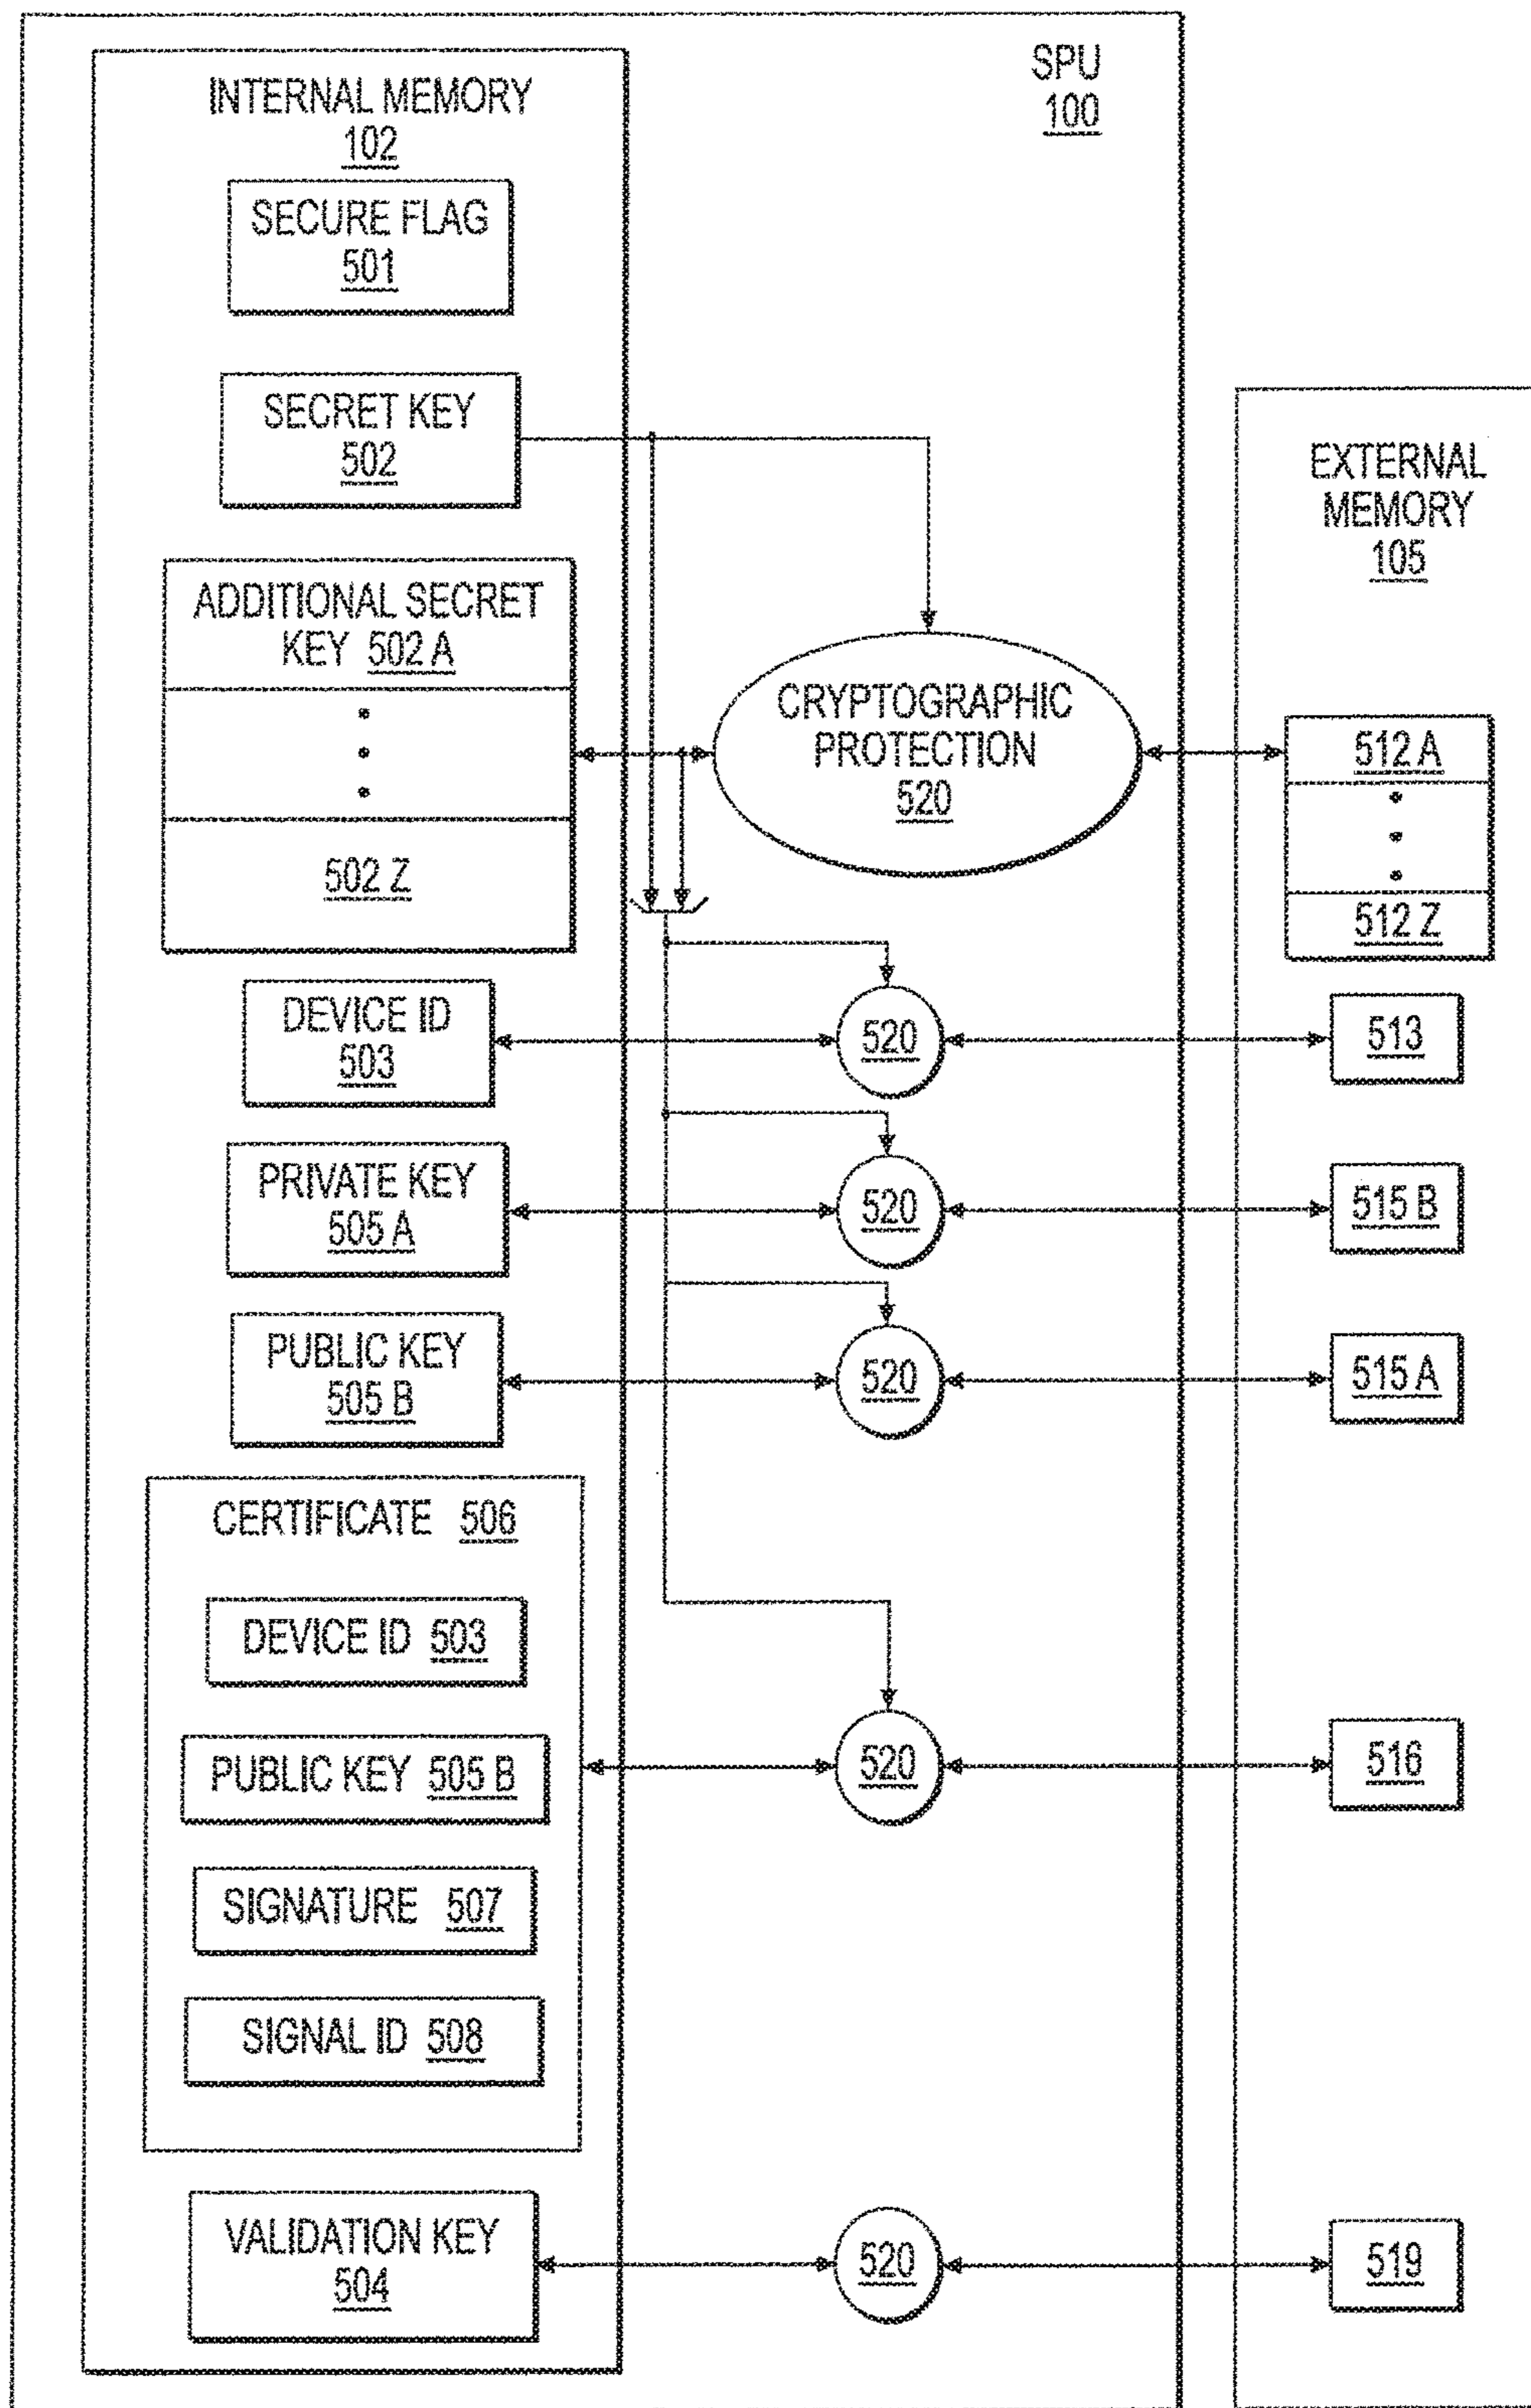 SPU
100
INTERNAL MEMORY
102
SECURE FLAG
501
SECRET KEY
502
EXTERNAL
MEMORY
105
ADDITIONAL SECRET
KEY 502 A
502 Z
CRYPTOGRAPHIC
PROTECTION
520
512 A
512 Z
DEVICE ID
503
520
513
PRIVATE KEY
505 A
520
515 B
PUBLIC KEY
505 B
520
515 A
CERTIFICATE 506
DEVICE ID 503
PUBLIC KEY 505 B
SIGNATURE 507
SIGNAL ID 508
520
516
VALIDATION KEY
504
520
519